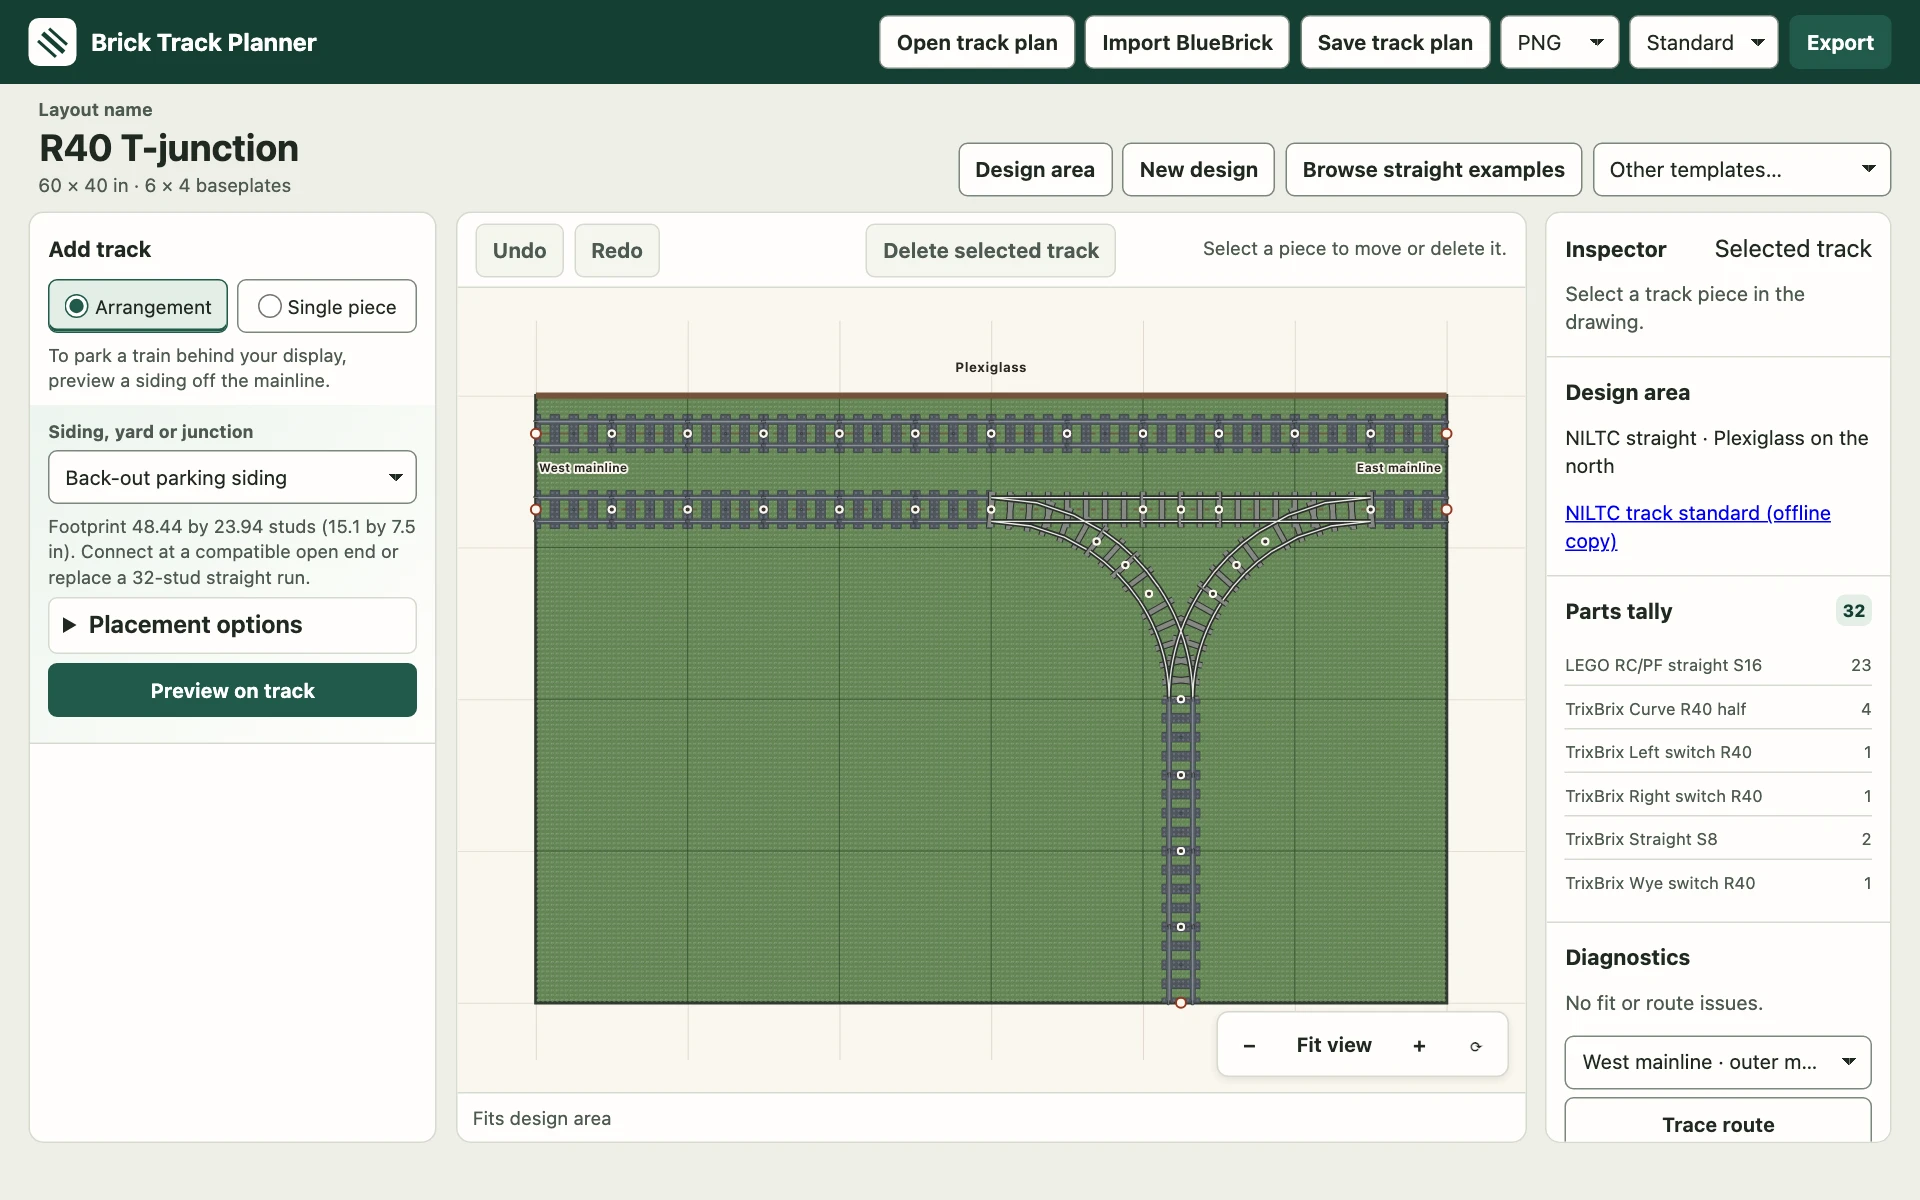 Brick Track Planner
Open track plan
Import BlueBrick
Save track plan
PNG
Standard
Export
Layout name
R40 T-junction
60 × 40 in · 6 × 4 baseplates
Design area
New design
Browse straight examples
Other templates...
Add track
Arrangement
Single piece
To park a train behind your display,
preview a siding off the mainline.
Siding, yard or junction
Back-out parking siding
Footprint 48.44 by 23.94 studs (15.1 by 7.5
in). Connect at a compatible open end or
replace a 32-stud straight run.
Placement options
Preview on track
Undo
Redo
Delete selected track
Select a piece to move or delete it.
Plexiglass
West mainline
East mainline
− Fit view + ⟳
Fits design area
Inspector
Selected track
Select a track piece in the
drawing.
Design area
NILTC straight · Plexiglass on the
north
NILTC track standard (offline
copy)
Parts tally 32
LEGO RC/PF straight S16 23
TrixBrix Curve R40 half 4
TrixBrix Left switch R40 1
TrixBrix Right switch R40 1
TrixBrix Straight S8 2
TrixBrix Wye switch R40 1
Diagnostics
No fit or route issues.
West mainline · outer m...
Trace route